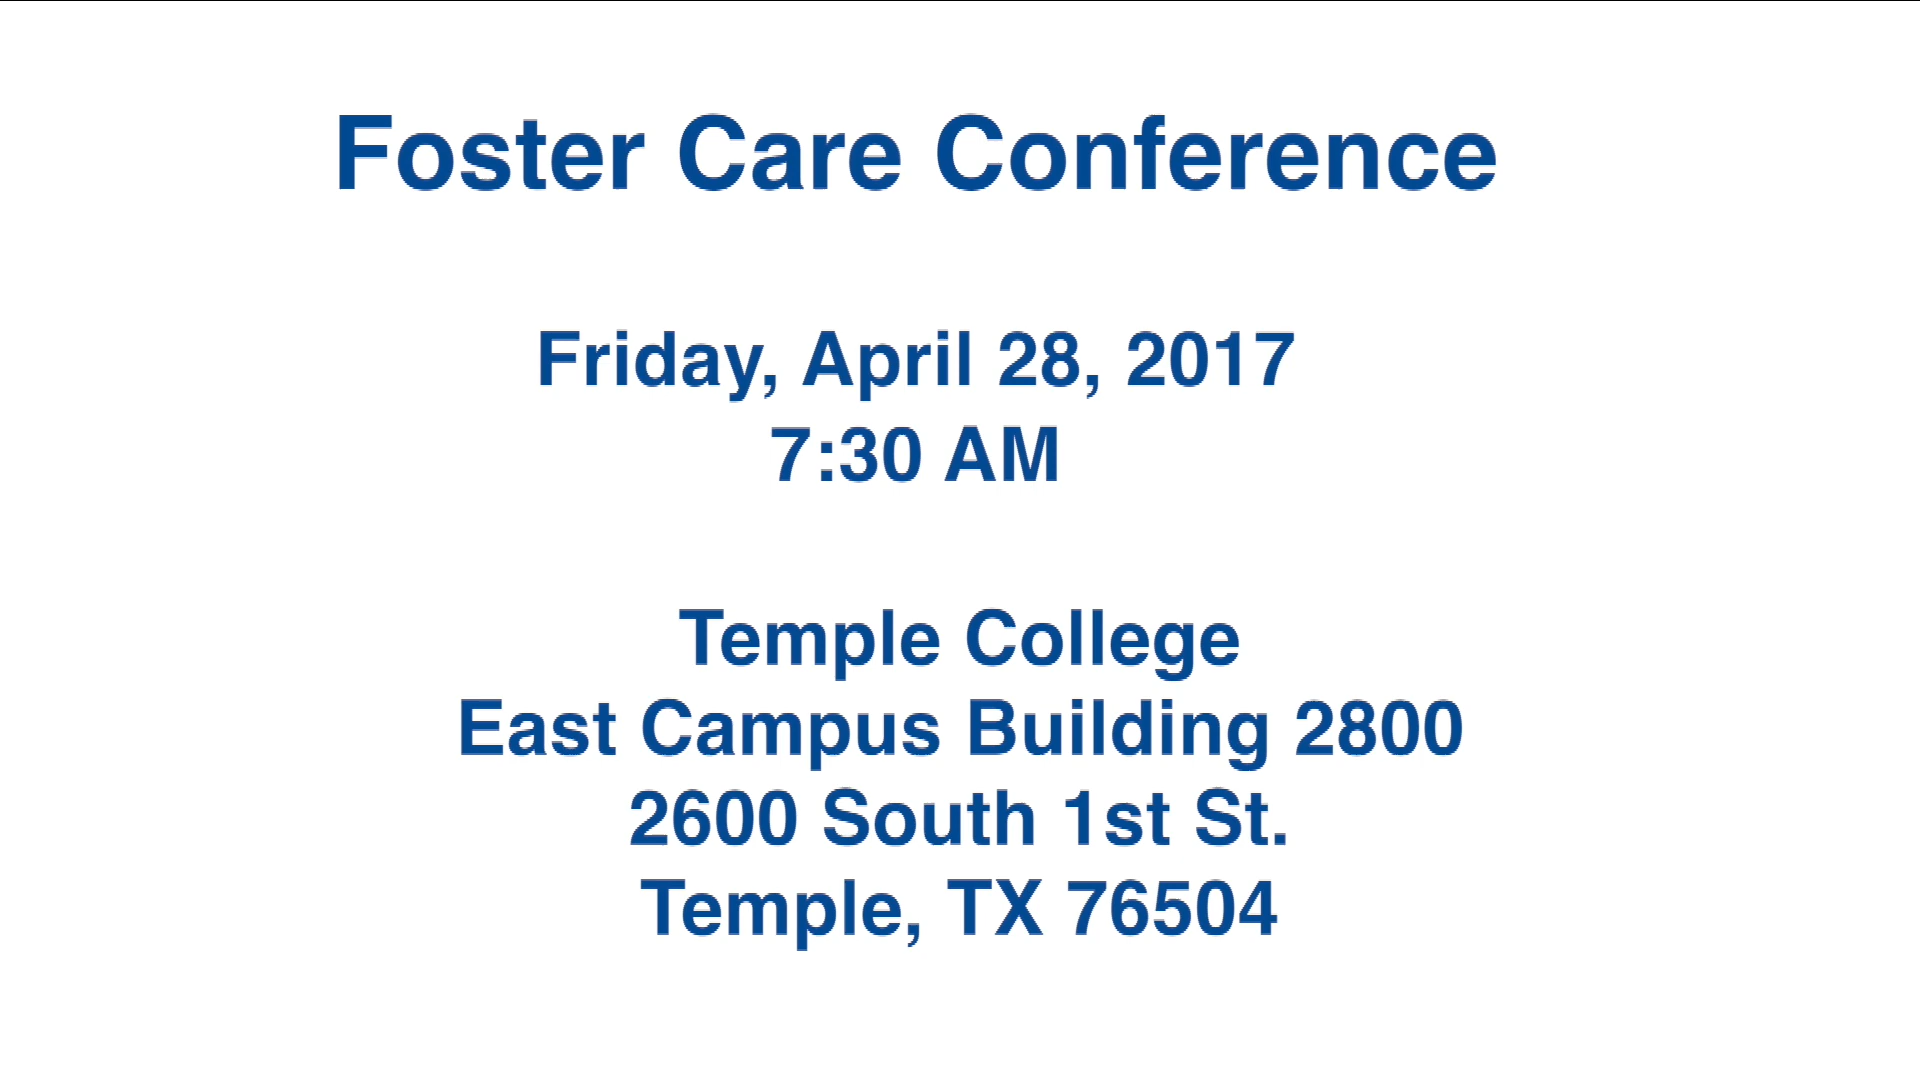 Foster Care Conference
Friday, April 28, 2017
7:30 AM
Temple College
East Campus Building 2800
2600 South 1st St.
Temple, TX 76504